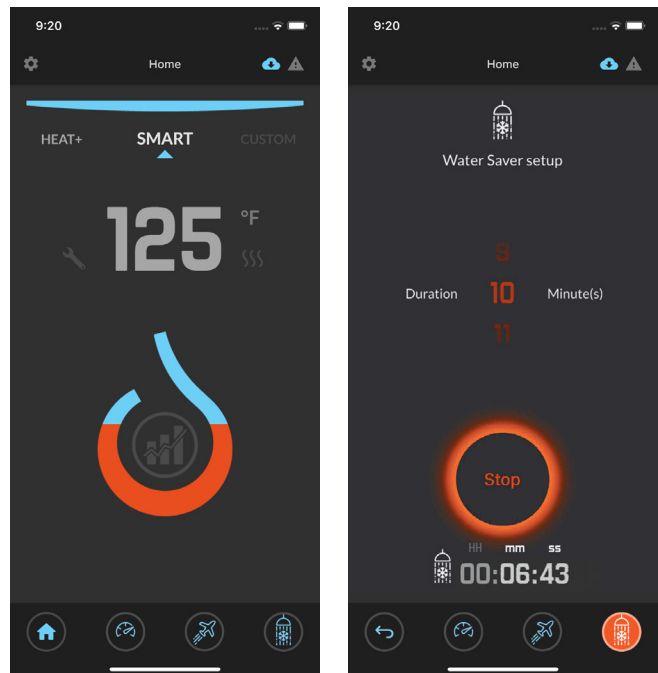 9:20
Home
HEAT+ SMART CUSTOM
125 °F
9:20
Home
Water Saver setup
9
Duration 10 Minute(s)
11
Stop
HH mm ss
00:06:43